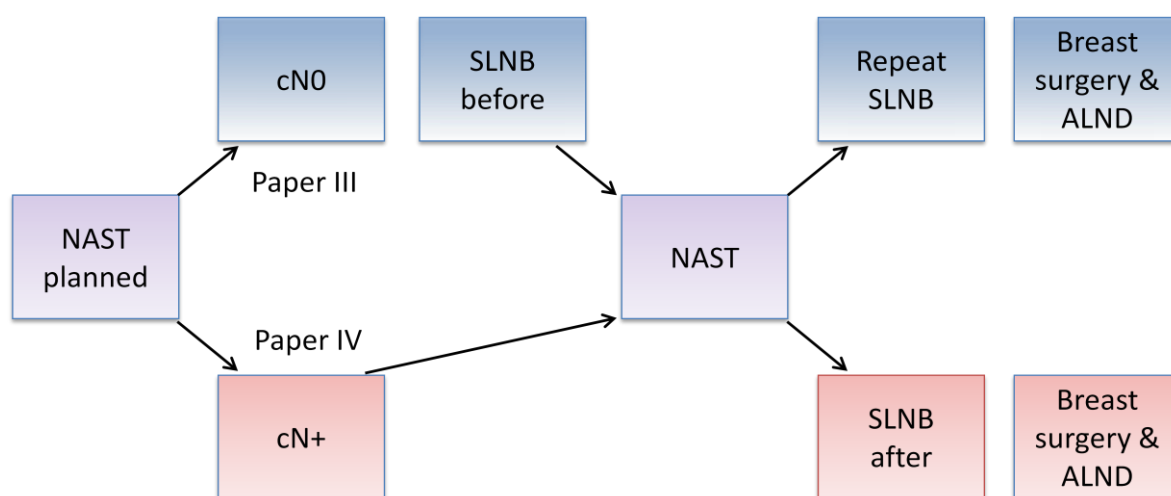 cN0
SLNB
before
Repeat
SLNB
Breast
surgery &
ALND
Paper III
NAST
planned
NAST
Paper IV
cN+
SLNB
after
Breast
surgery &
ALND